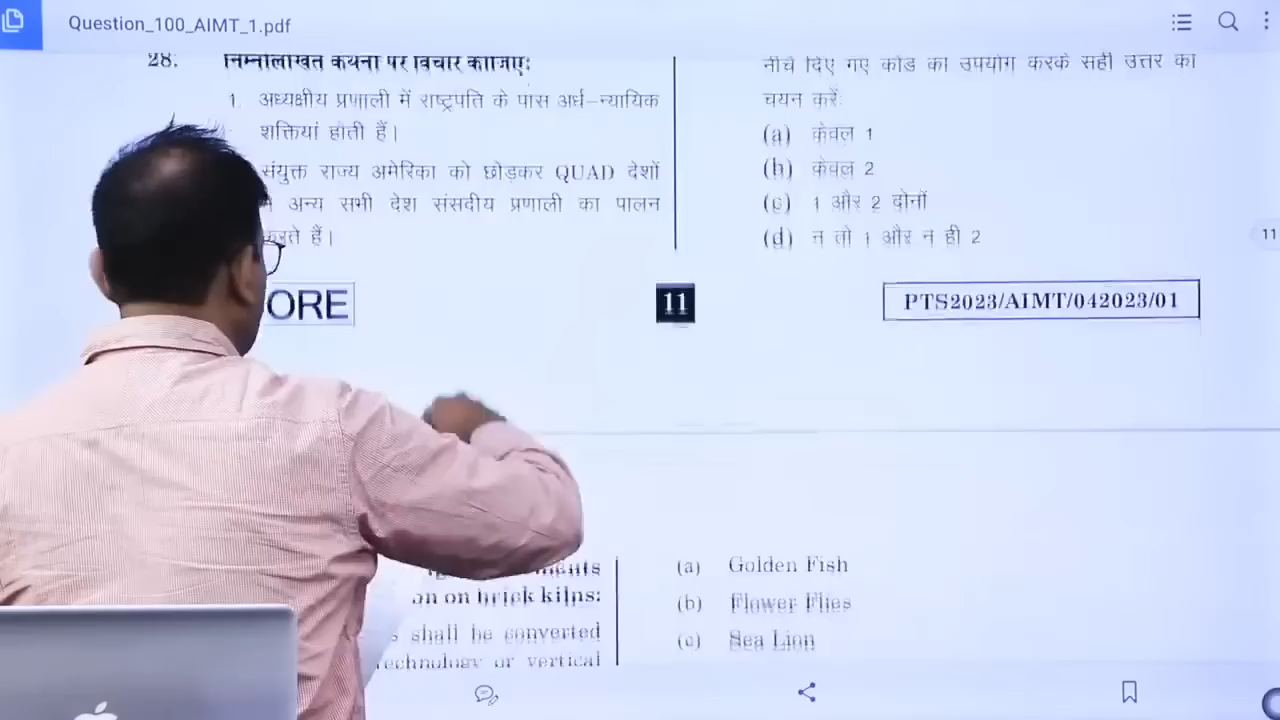 Question_100_AIMT_1.pdf
28. निम्नलिखित कथनों पर विचार कीजिए:
1. अध्यक्षीय प्रणाली में राष्ट्रपति के पास अर्ध-न्यायिक
शक्तियां होती हैं।
संयुक्त राज्य अमेरिका को छोड़कर QUAD देशों
अन्य सभी देश संसदीय प्रणाली का पालन
करते हैं।
नीचे दिए गए कोड का उपयोग करके सही उत्तर का
चयन करें:
(a) केवल 1
(b) केवल 2
(c) 1 और 2 दोनों
(d) न तो 1 और न ही 2
11
ORE
11
PTS2023/AIMT/042023/01
on on brick kilns:
shall be converted
technology or vertical
(a) Golden Fish
(b) Flower Flies
(c) Sea Lion